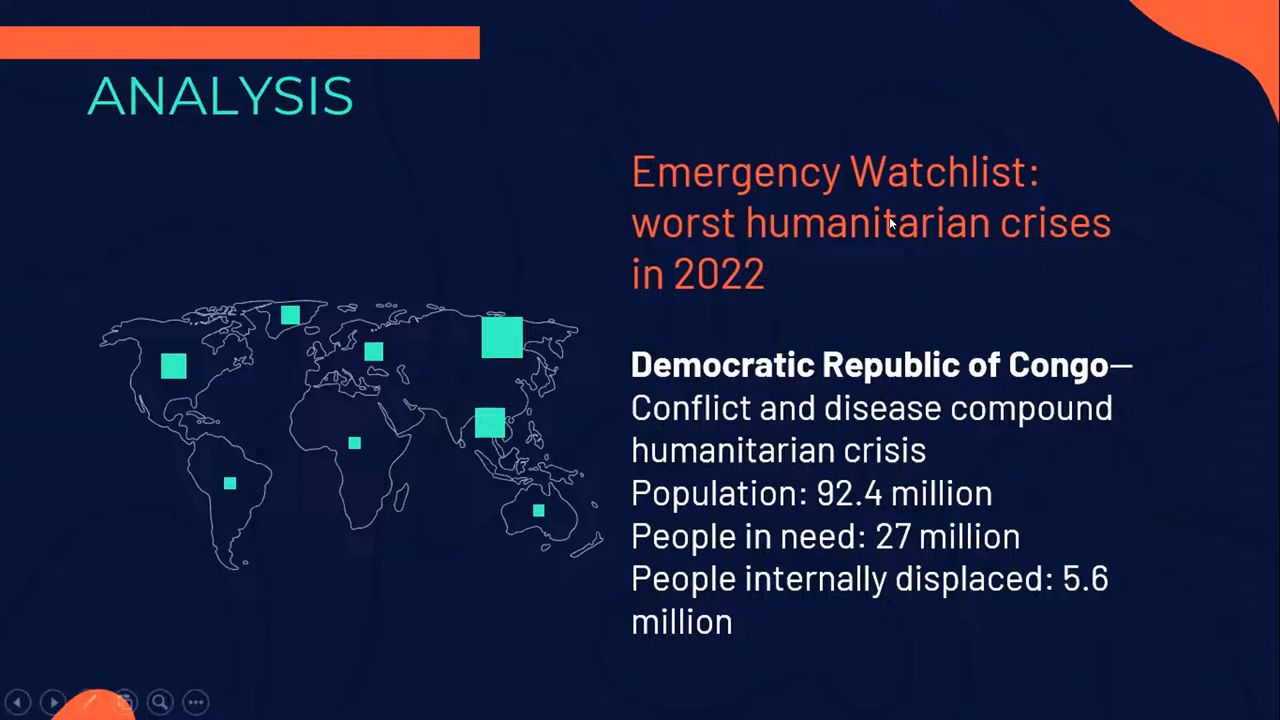 ANALYSIS
Emergency Watchlist:
worst humanitarian crises
in 2022
Democratic Republic of Congo—
Conflict and disease compound
humanitarian crisis
Population: 92.4 million
People in need: 27 million
People internally displaced: 5.6
million